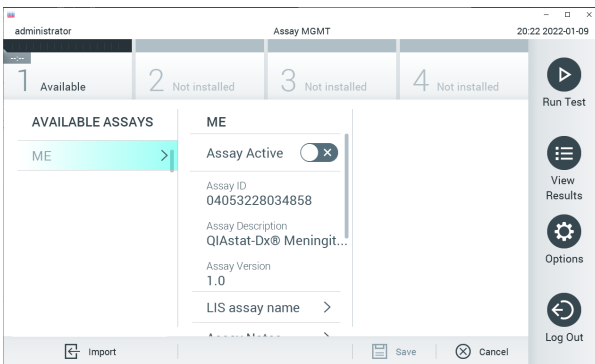 administrator
Assay MGMT
20:22 2022-01-09
--:--
1 Available
2 Not installed
3 Not installed
4 Not installed
Run Test
View
Results
Options
Log Out
AVAILABLE ASSAYS
ME
ME
Assay Active
Assay ID
04053228034858
Assay Description
QIAstat-Dx® Meningit...
Assay Version
1.0
LIS assay name
Assay Notes
Import
Save
Cancel